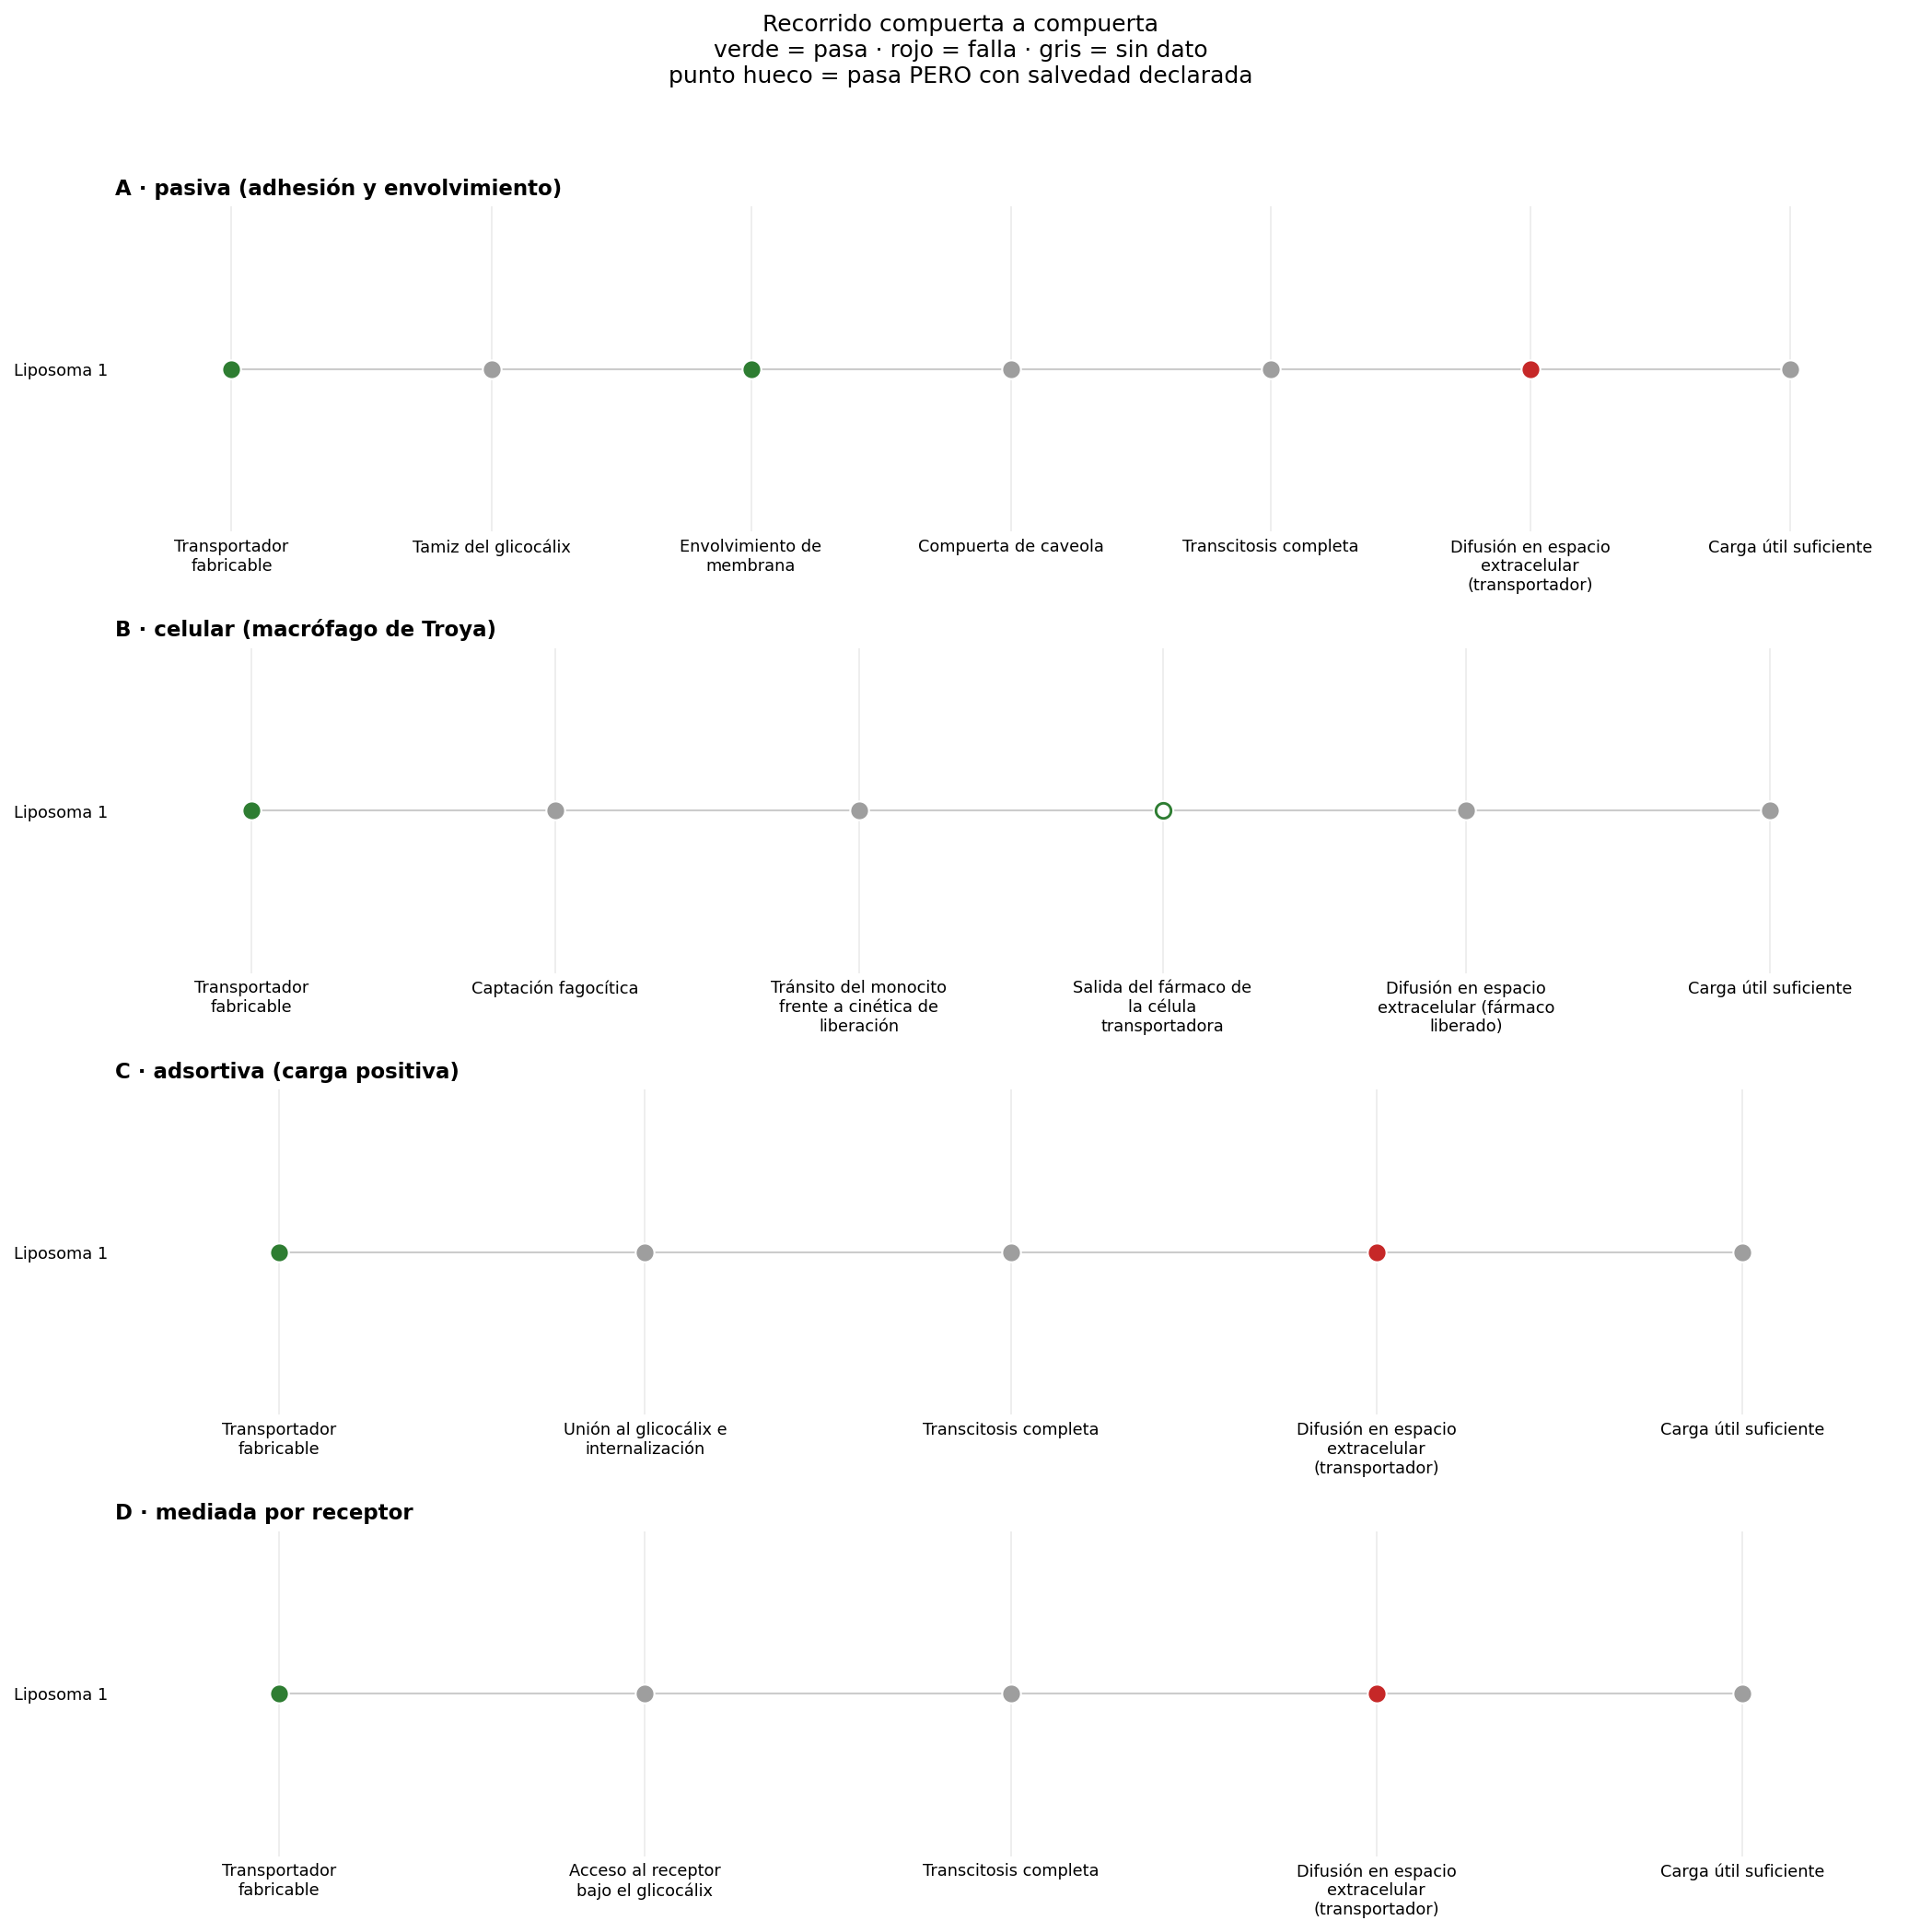 Recorrido compuerta a compuerta
verde = pasa · rojo = falla · gris = sin dato
punto hueco = pasa PERO con salvedad declarada
A · pasiva (adhesión y envolvimiento)
Liposoma 1
Transportador
fabricable
Tamiz del glicocálix
Envolvimiento de
membrana
Compuerta de caveola
Transcitosis completa
Difusión en espacio
extracelular
(transportador)
Carga útil suficiente
B · celular (macrófago de Troya)
Liposoma 1
Transportador
fabricable
Captación fagocítica
Tránsito del monocito
frente a cinética de
liberación
Salida del fármaco de
la célula
transportadora
Difusión en espacio
extracelular (fármaco
liberado)
Carga útil suficiente
C · adsortiva (carga positiva)
Liposoma 1
Transportador
fabricable
Unión al glicocálix e
internalización
Transcitosis completa
Difusión en espacio
extracelular
(transportador)
Carga útil suficiente
D · mediada por receptor
Liposoma 1
Transportador
fabricable
Acceso al receptor
bajo el glicocálix
Transcitosis completa
Difusión en espacio
extracelular
(transportador)
Carga útil suficiente